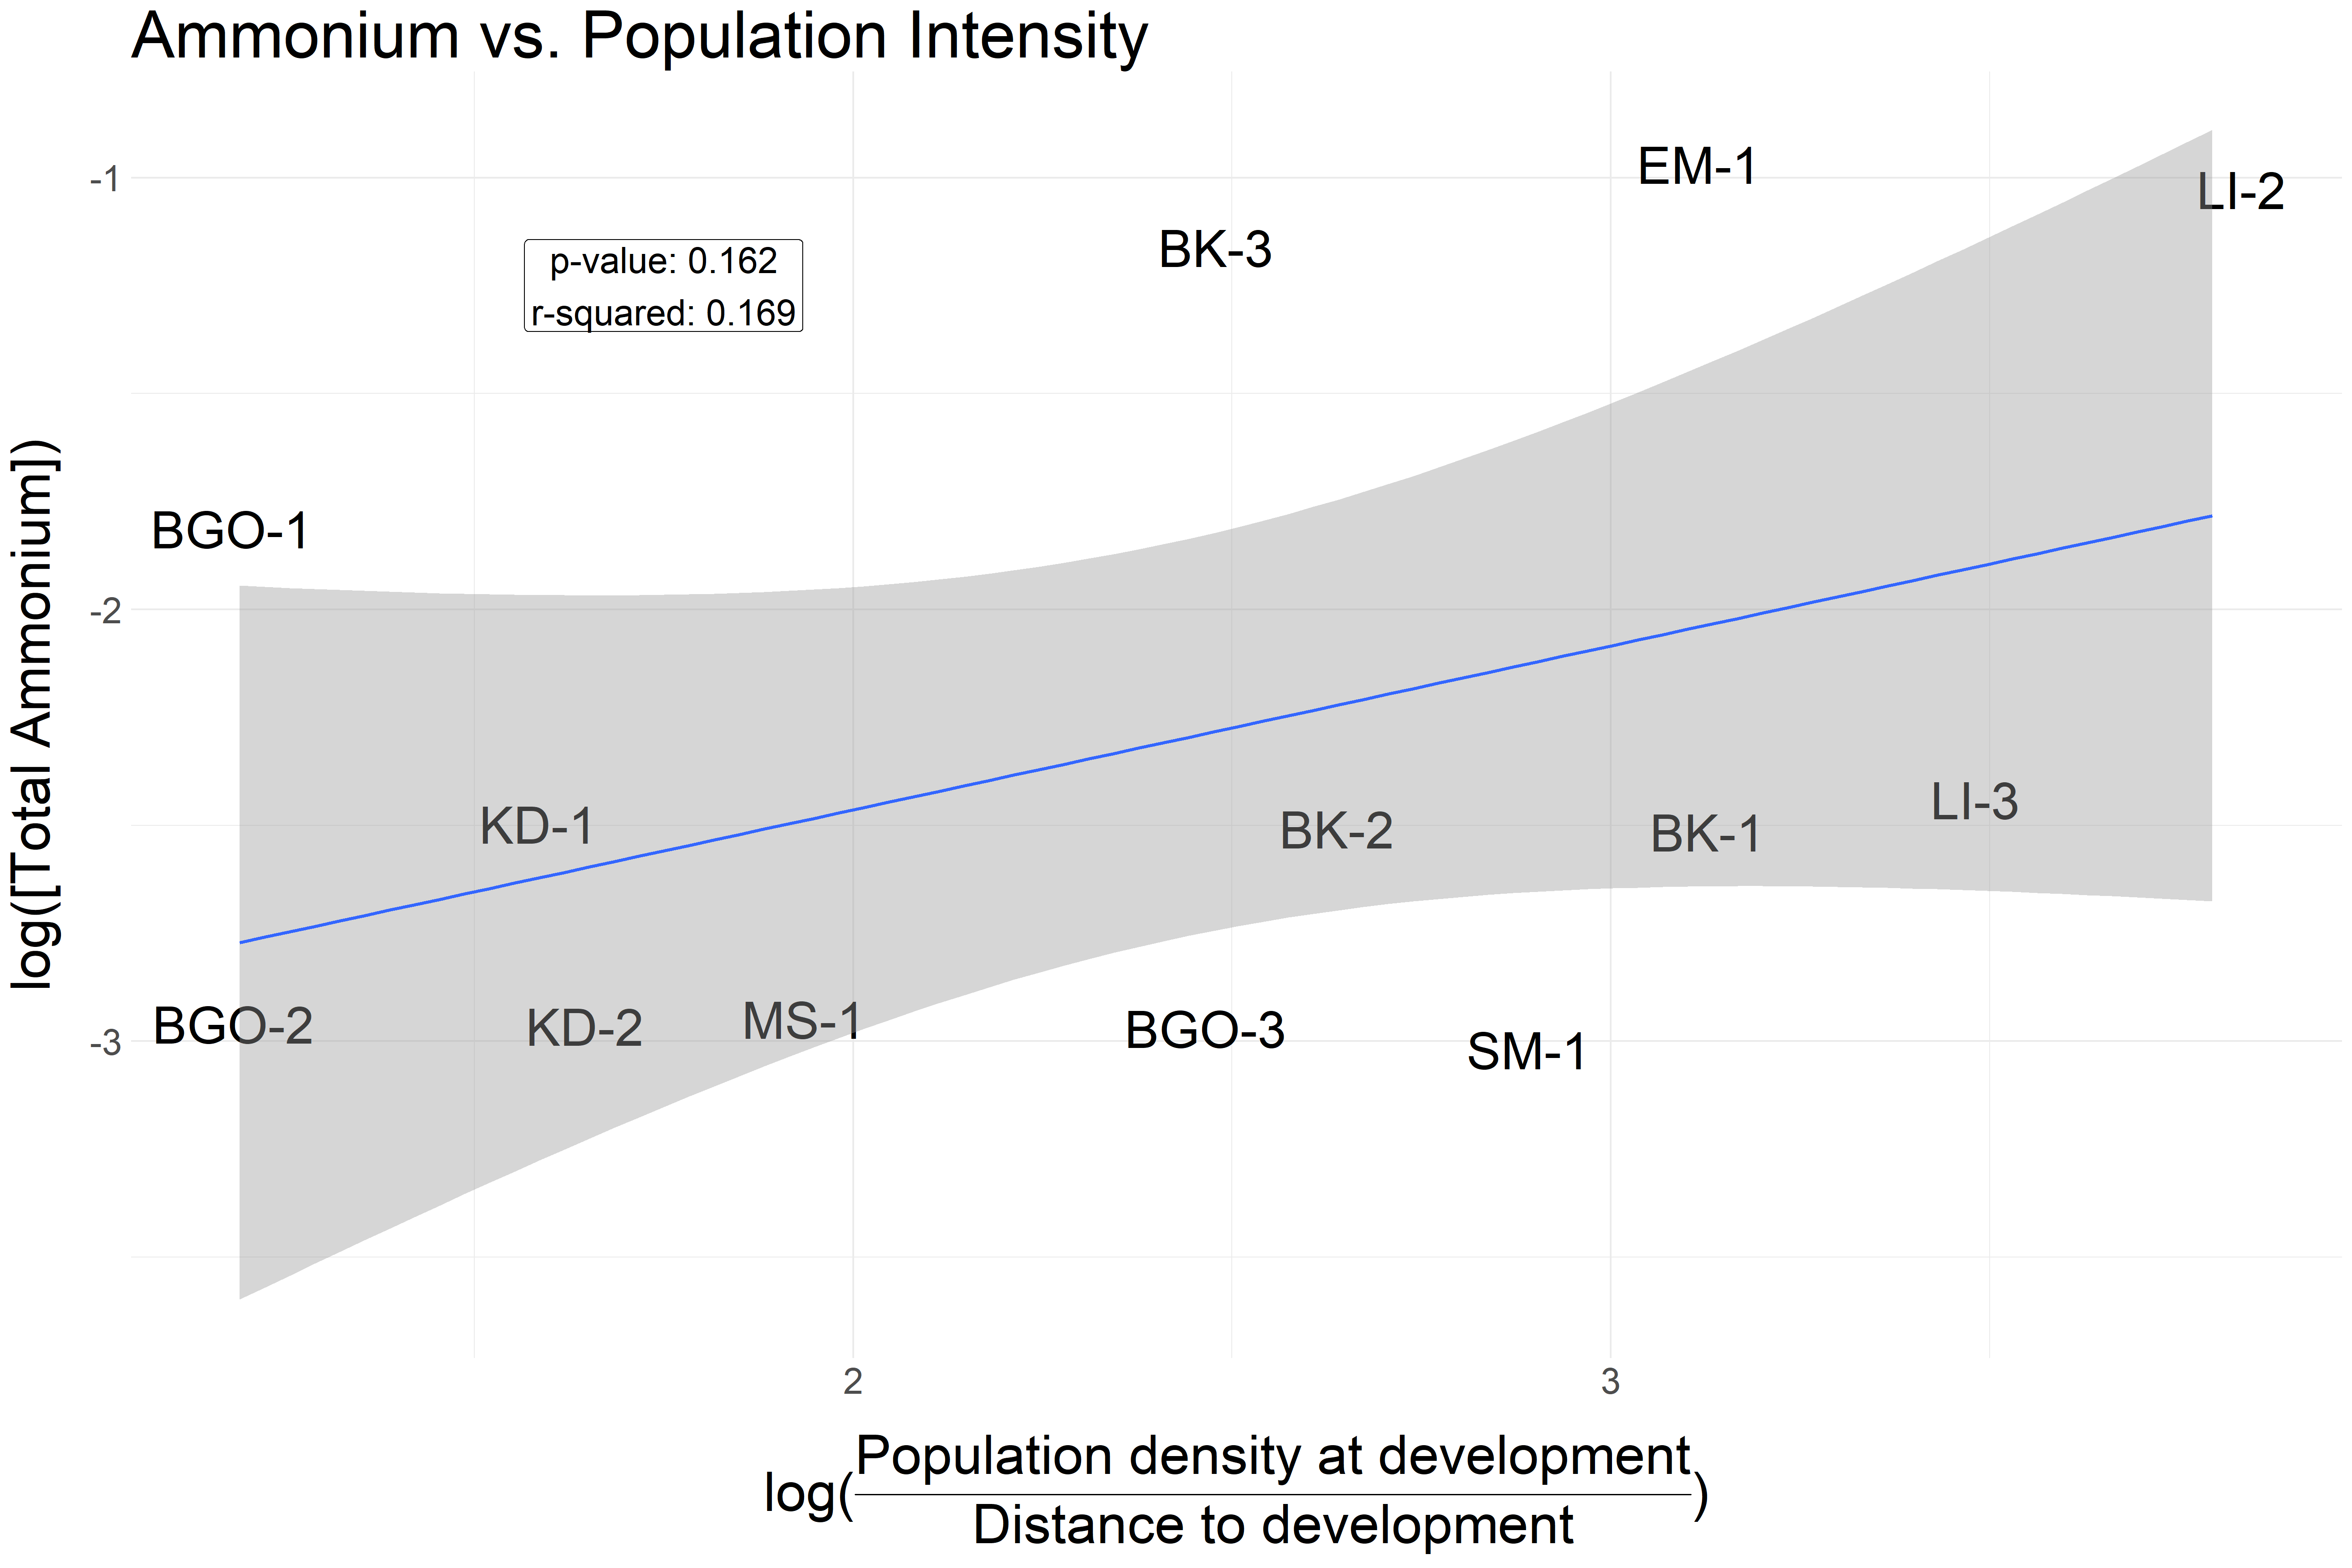 Ammonium vs. Population Intensity
EM-1
-1
LI-2
BK-3
p-value: 0.162
r-squared: 0.169
BGO-1
-2
log([Total Ammonium])
LI-3
KD-1
BK-2
BK-1
BGO-2
KD-2
MS-1
BGO-3
-3
SM-1
2
3
log(Population density at development
Distance to development)